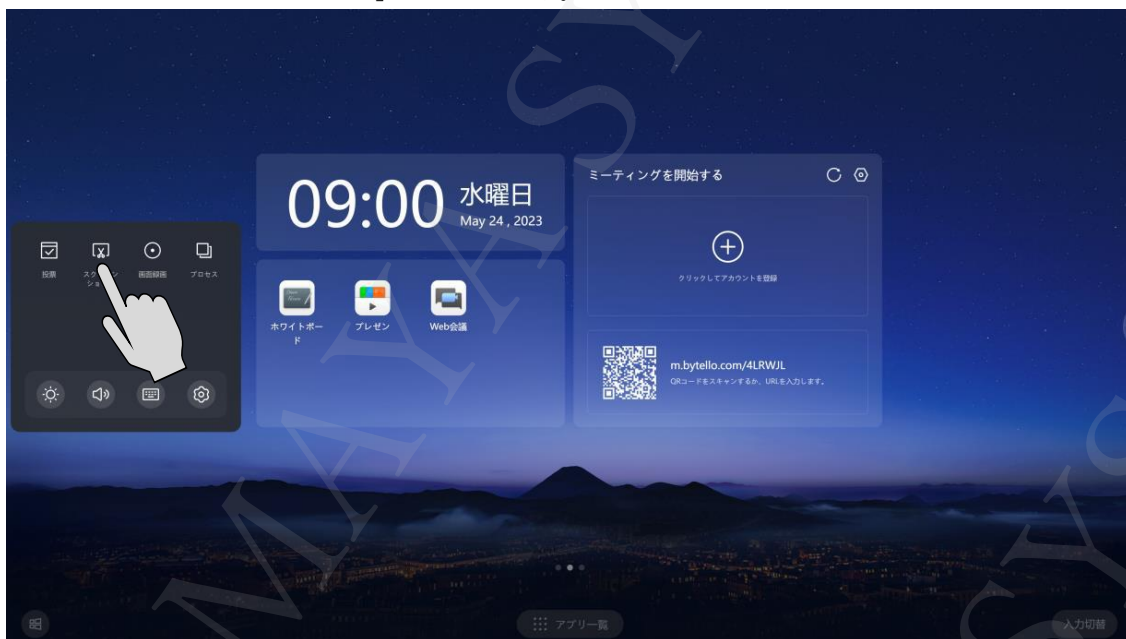 09:00
水曜日
May 24 , 2023
ミーティングを開始する
クリックしてアカウントを登録
投票
画面録画
プロセス
ホワイトボー
ド
プレゼン
Web会議
m.bytello.com/4LRWJL
QRコードをスキャンするか、URLを入力します。
アプリ一覧
入力切替
MAYASYS